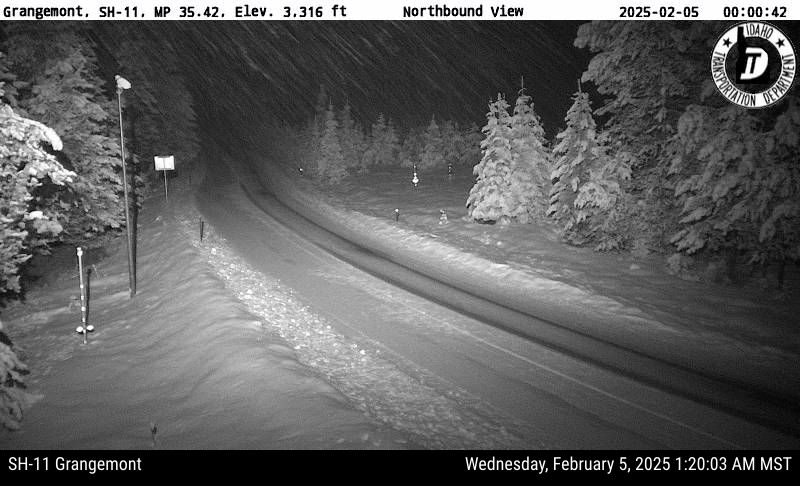 Grangemont, SH-11, MP 35.42, Elev. 3,316 ft Northbound View 2025-02-05 00:00:42
IDAHO
TRANSPORTATION DEPARTMENT
SH-11 Grangemont Wednesday, February 5, 2025 1:20:03 AM MST